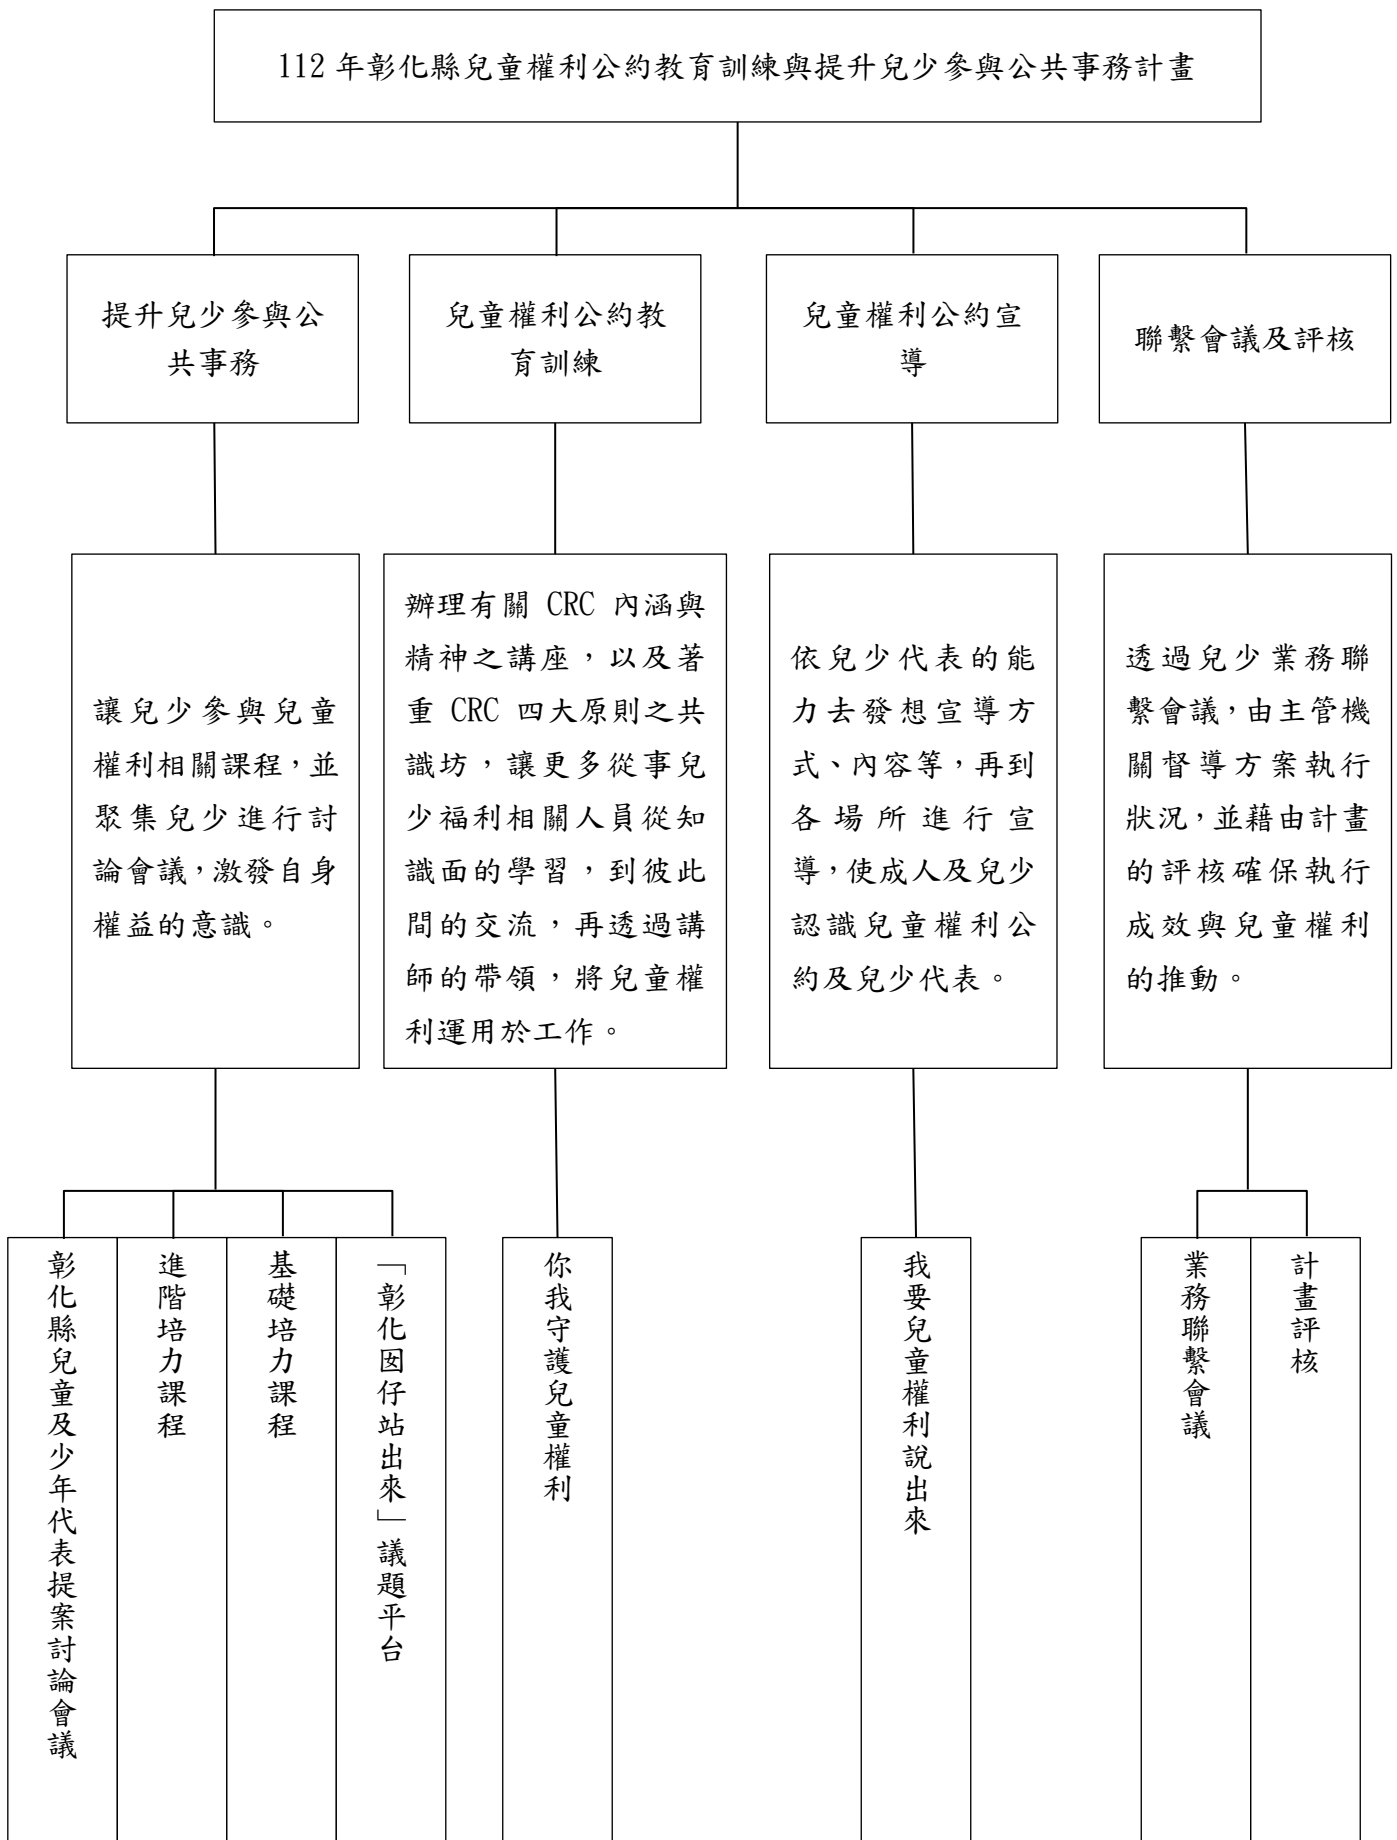 112 年彰化縣兒童權利公約教育訓練與提升兒少參與公共事務計畫
提升兒少參與公
共事務
兒童權利公約教
育訓練
兒童權利公約宣
導
聯繫會議及評核
讓兒少參與兒童
權利相關課程，並
聚集兒少進行討
論會議，激發自身
權益的意識。
辦理有關 CRC 內涵與
精神之講座，以及著
重 CRC 四大原則之共
識坊，讓更多從事兒
少福利相關人員從知
識面的學習，到彼此
間的交流，再透過講
師的帶領，將兒童權
利運用於工作。
依兒少代表的能
力去發想宣導方
式、內容等，再到
各場所進行宣
導，使成人及兒少
認識兒童權利公
約及兒少代表。
透過兒少業務聯
繫會議，由主管機
關督導方案執行
狀況，並藉由計畫
的評核確保執行
成效與兒童權利
的推動。
彰化縣兒童及少年代表提案討論會議
進階培力課程
基礎培力課程
「彰化囡仔站出來」議題平台
你我守護兒童權利
我要兒童權利說出來
業務聯繫會議
計畫評核